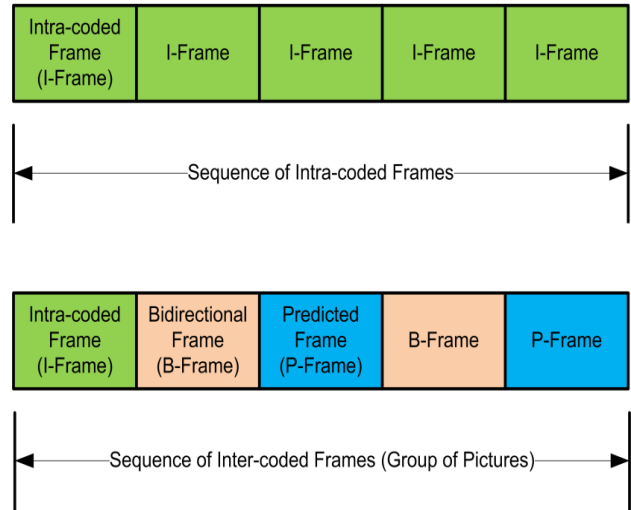 Intra-coded
Frame
(I-Frame)
I-Frame
I-Frame
I-Frame
I-Frame
Sequence of Intra-coded Frames
Intra-coded
Frame
(I-Frame)
Bidirectional
Frame
(B-Frame)
Predicted
Frame
(P-Frame)
B-Frame
P-Frame
Sequence of Inter-coded Frames (Group of Pictures)